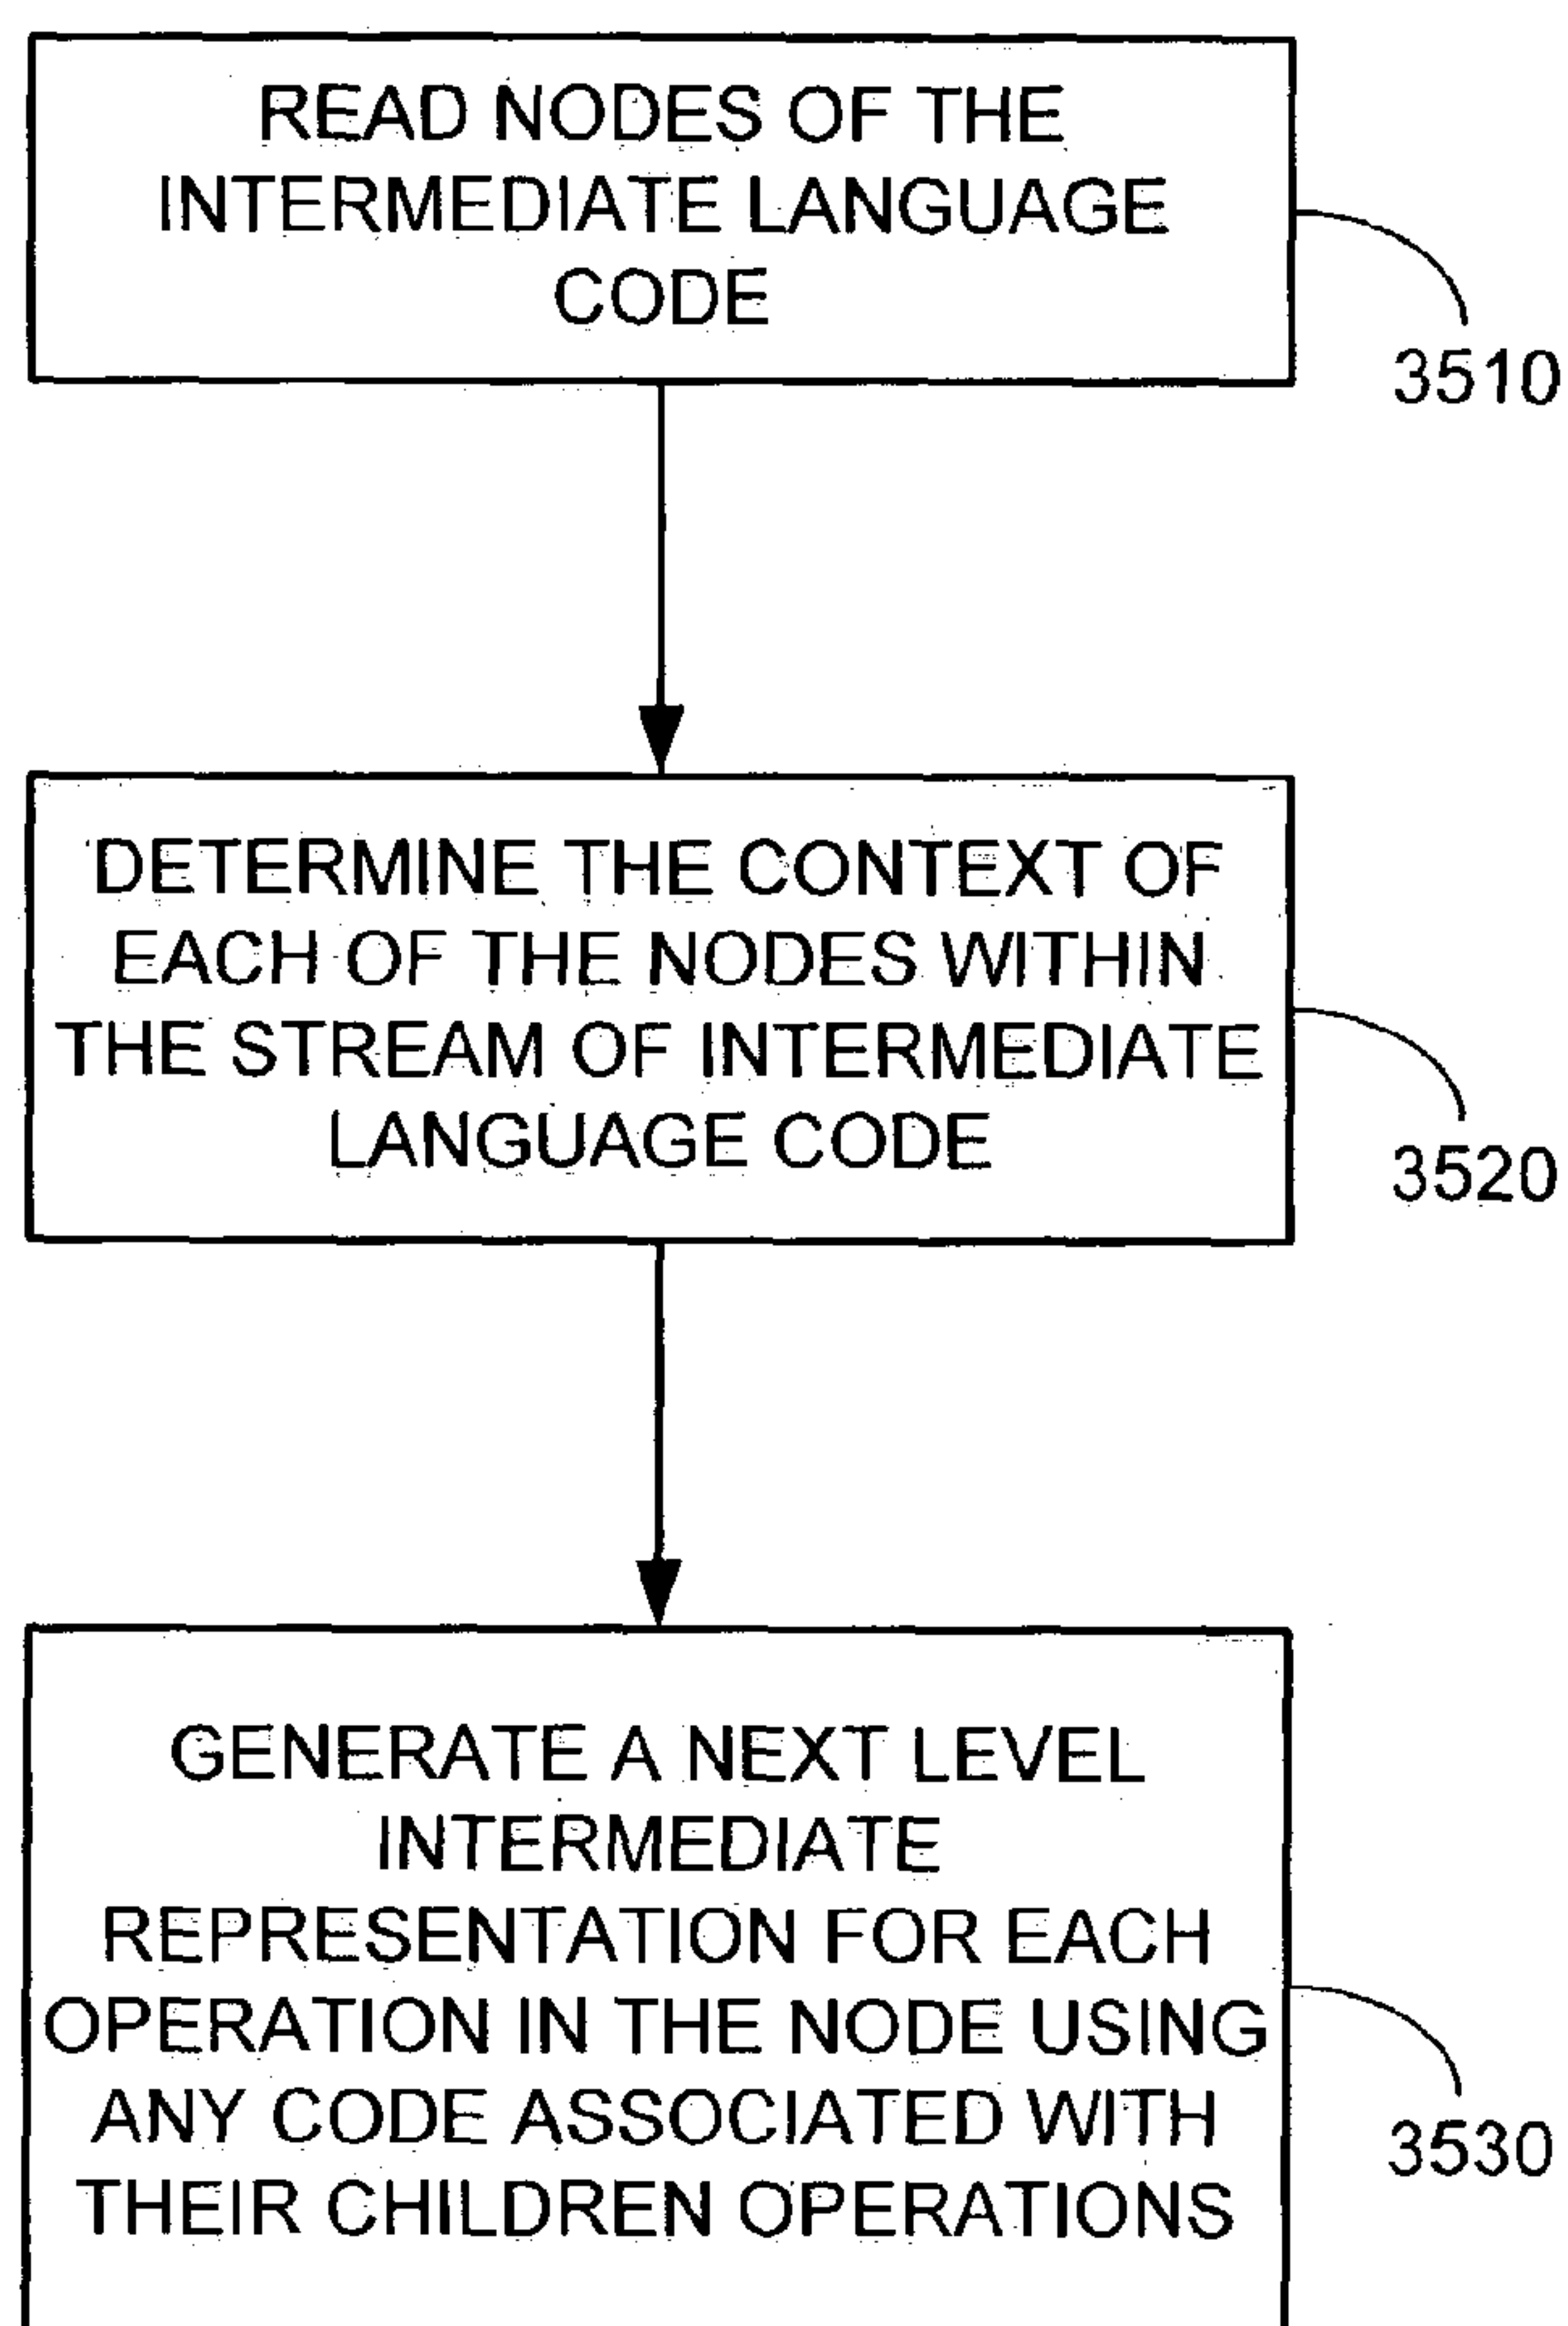 READ NODES OF THE
INTERMEDIATE LANGUAGE
CODE
3510
DETERMINE THE CONTEXT OF
EACH OF THE NODES WITHIN
THE STREAM OF INTERMEDIATE
LANGUAGE CODE
3520
GENERATE A NEXT LEVEL
INTERMEDIATE
REPRESENTATION FOR EACH
OPERATION IN THE NODE USING
ANY CODE ASSOCIATED WITH
THEIR CHILDREN OPERATIONS
3530